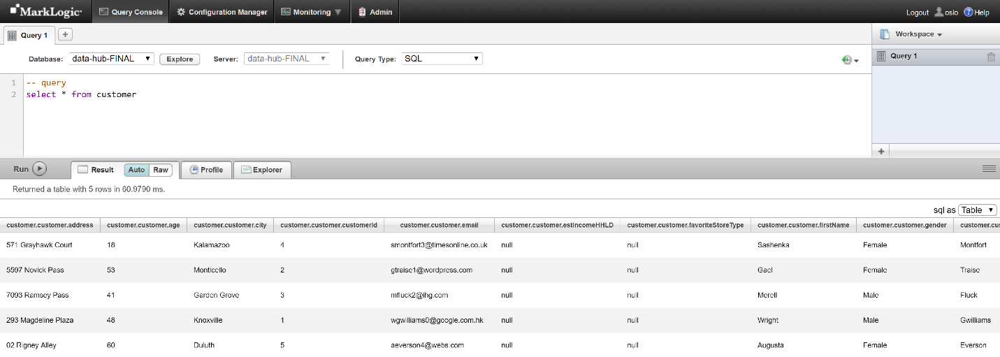 MarkLogic Query Console Configuration Manager Monitoring Admin Logout oslo Help
Query 1 + Workspace
Database: data-hub-FINAL Explore Server: data-hub-FINAL Query Type: SQL
Query 1
1 -- query
2 select * from customer
+
Run Result Auto Raw Profile Explorer
Returned a table with 5 rows in 60.9790 ms.
sql as Table
customer.customer.address customer.customer.age customer.customer.city customer.customer.customerId customer.customer.email customer.customer.estIncomeHHLD customer.customer.favoriteStoreType customer.customer.firstName customer.customer.gender customer.cus
571 Grayhawk Court 18 Kalamazoo 4 smontfort3@timesonline.co.uk null null Sashenka Female Montfort
5597 Novick Pass 53 Monticello 2 gtraise1@wordpress.com null null Gael Female Traise
7093 Ramsey Pass 41 Garden Grove 3 mfluck2@ihg.com null null Merell Male Fluck
293 Magdeline Plaza 48 Knoxville 1 wgwilliams0@google.com.hk null null Wright Male Gwilliams
02 Rigney Alley 60 Duluth 5 aeverson4@webs.com null null Augusta Female Everson